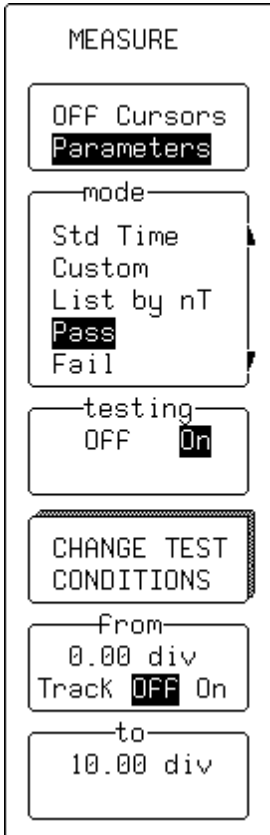 MEASURE
OFF Cursors
Parameters
mode
Std Time
Custom
List by nT
Pass
Fail
testing
OFF On
CHANGE TEST
CONDITIONS
from
0.00 div
Track OFF On
to
10.00 div